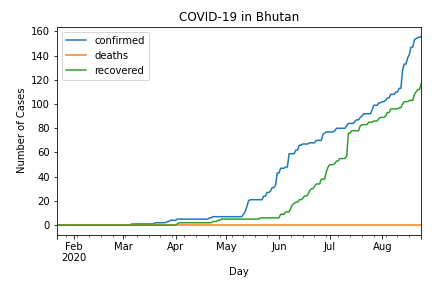 COVID-19 in Bhutan
confirmed
deaths
recovered
Number of Cases
160
140
120
100
80
60
40
20
0
Feb Mar Apr May Jun Jul Aug
2020
Day